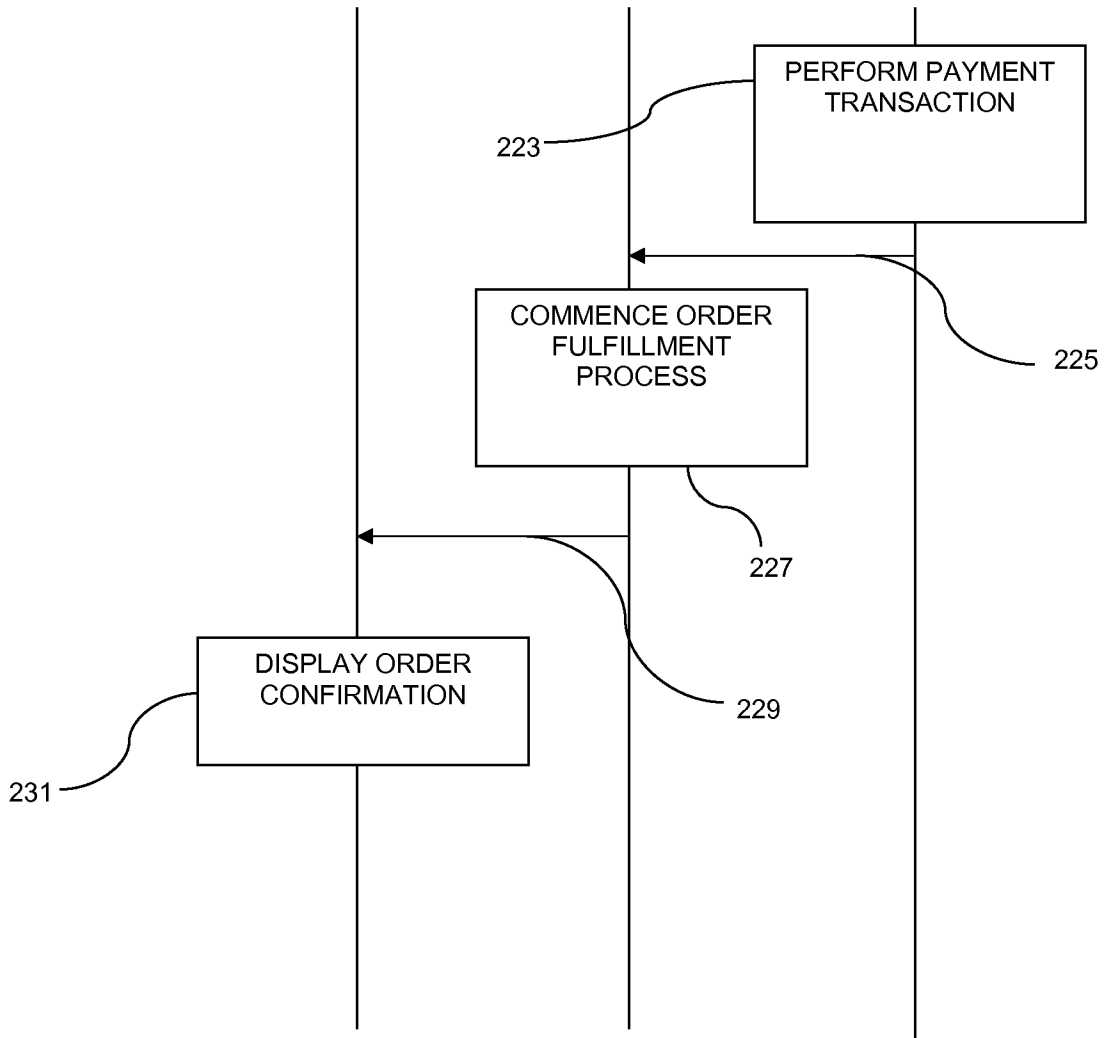 PERFORM PAYMENT
TRANSACTION
223
COMMENCE ORDER
FULFILLMENT
PROCESS
225
227
DISPLAY ORDER
CONFIRMATION
229
231